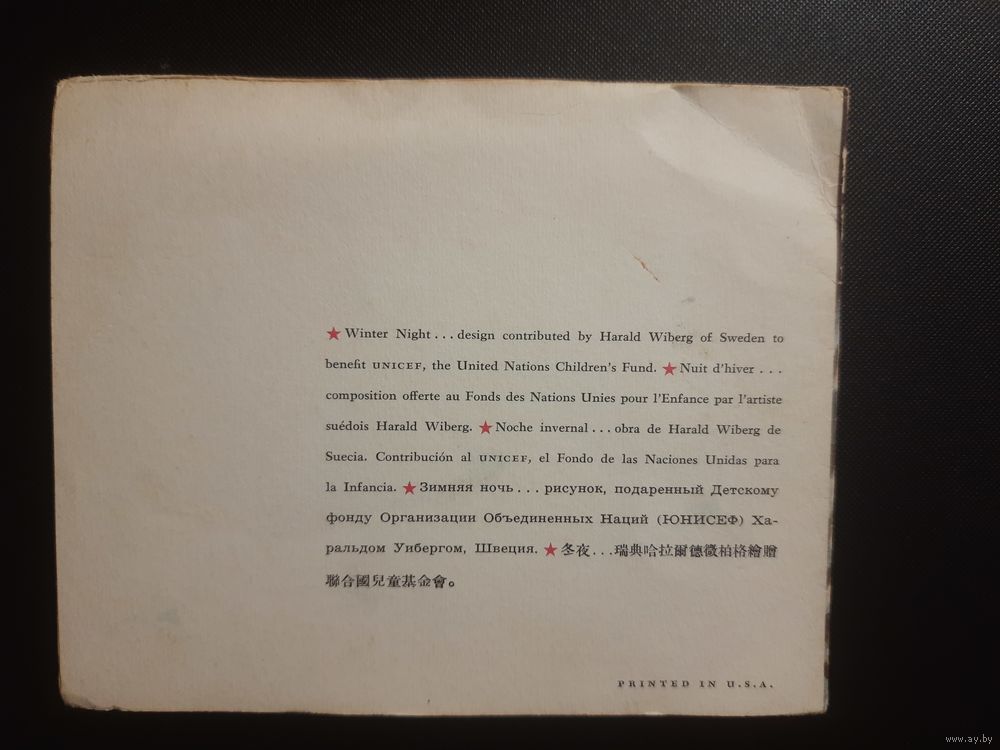 ★ Winter Night . . . design contributed by Harald Wiberg of Sweden to
benefit UNICEF, the United Nations Children's Fund. ★ Nuit d'hiver . . .
composition offerte au Fonds des Nations Unies pour l'Enfance par l'artiste
suédois Harald Wiberg. ★ Noche invernal . . . obra de Harald Wiberg de
Suecia. Contribución al UNICEF, el Fondo de las Naciones Unidas para
la Infancia. ★ Зимняя ночь . . . рисунок, подаренный Детскому
фонду Организации Объединенных Наций (ЮНИСЕФ) Ха-
ральдом Уибергом, Швеция. ★ 冬夜 . . . 瑞典哈拉爾德徽柏格繪贈
聯合國兒童基金會。
PRINTED IN U.S.A.
www.ay.by